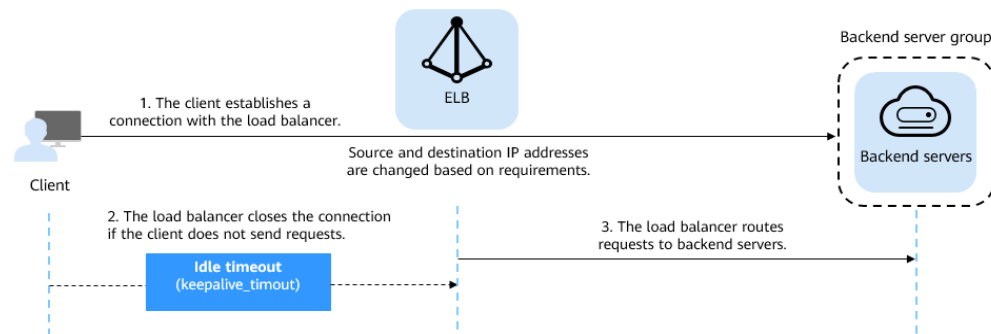 Backend server group
ELB
1. The client establishes a
connection with the load balancer.
Source and destination IP addresses
are changed based on requirements.
Backend servers
Client
2. The load balancer closes the connection
if the client does not send requests.
3. The load balancer routes
requests to backend servers.
Idle timeout
(keepalive_timout)